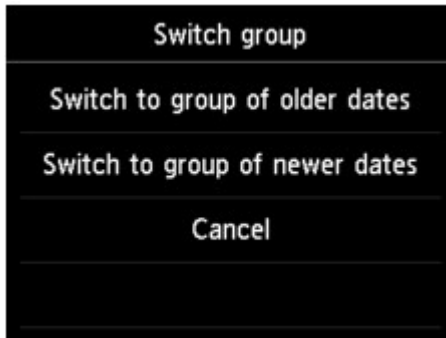 Switch group
Switch to group of older dates
Switch to group of newer dates
Cancel